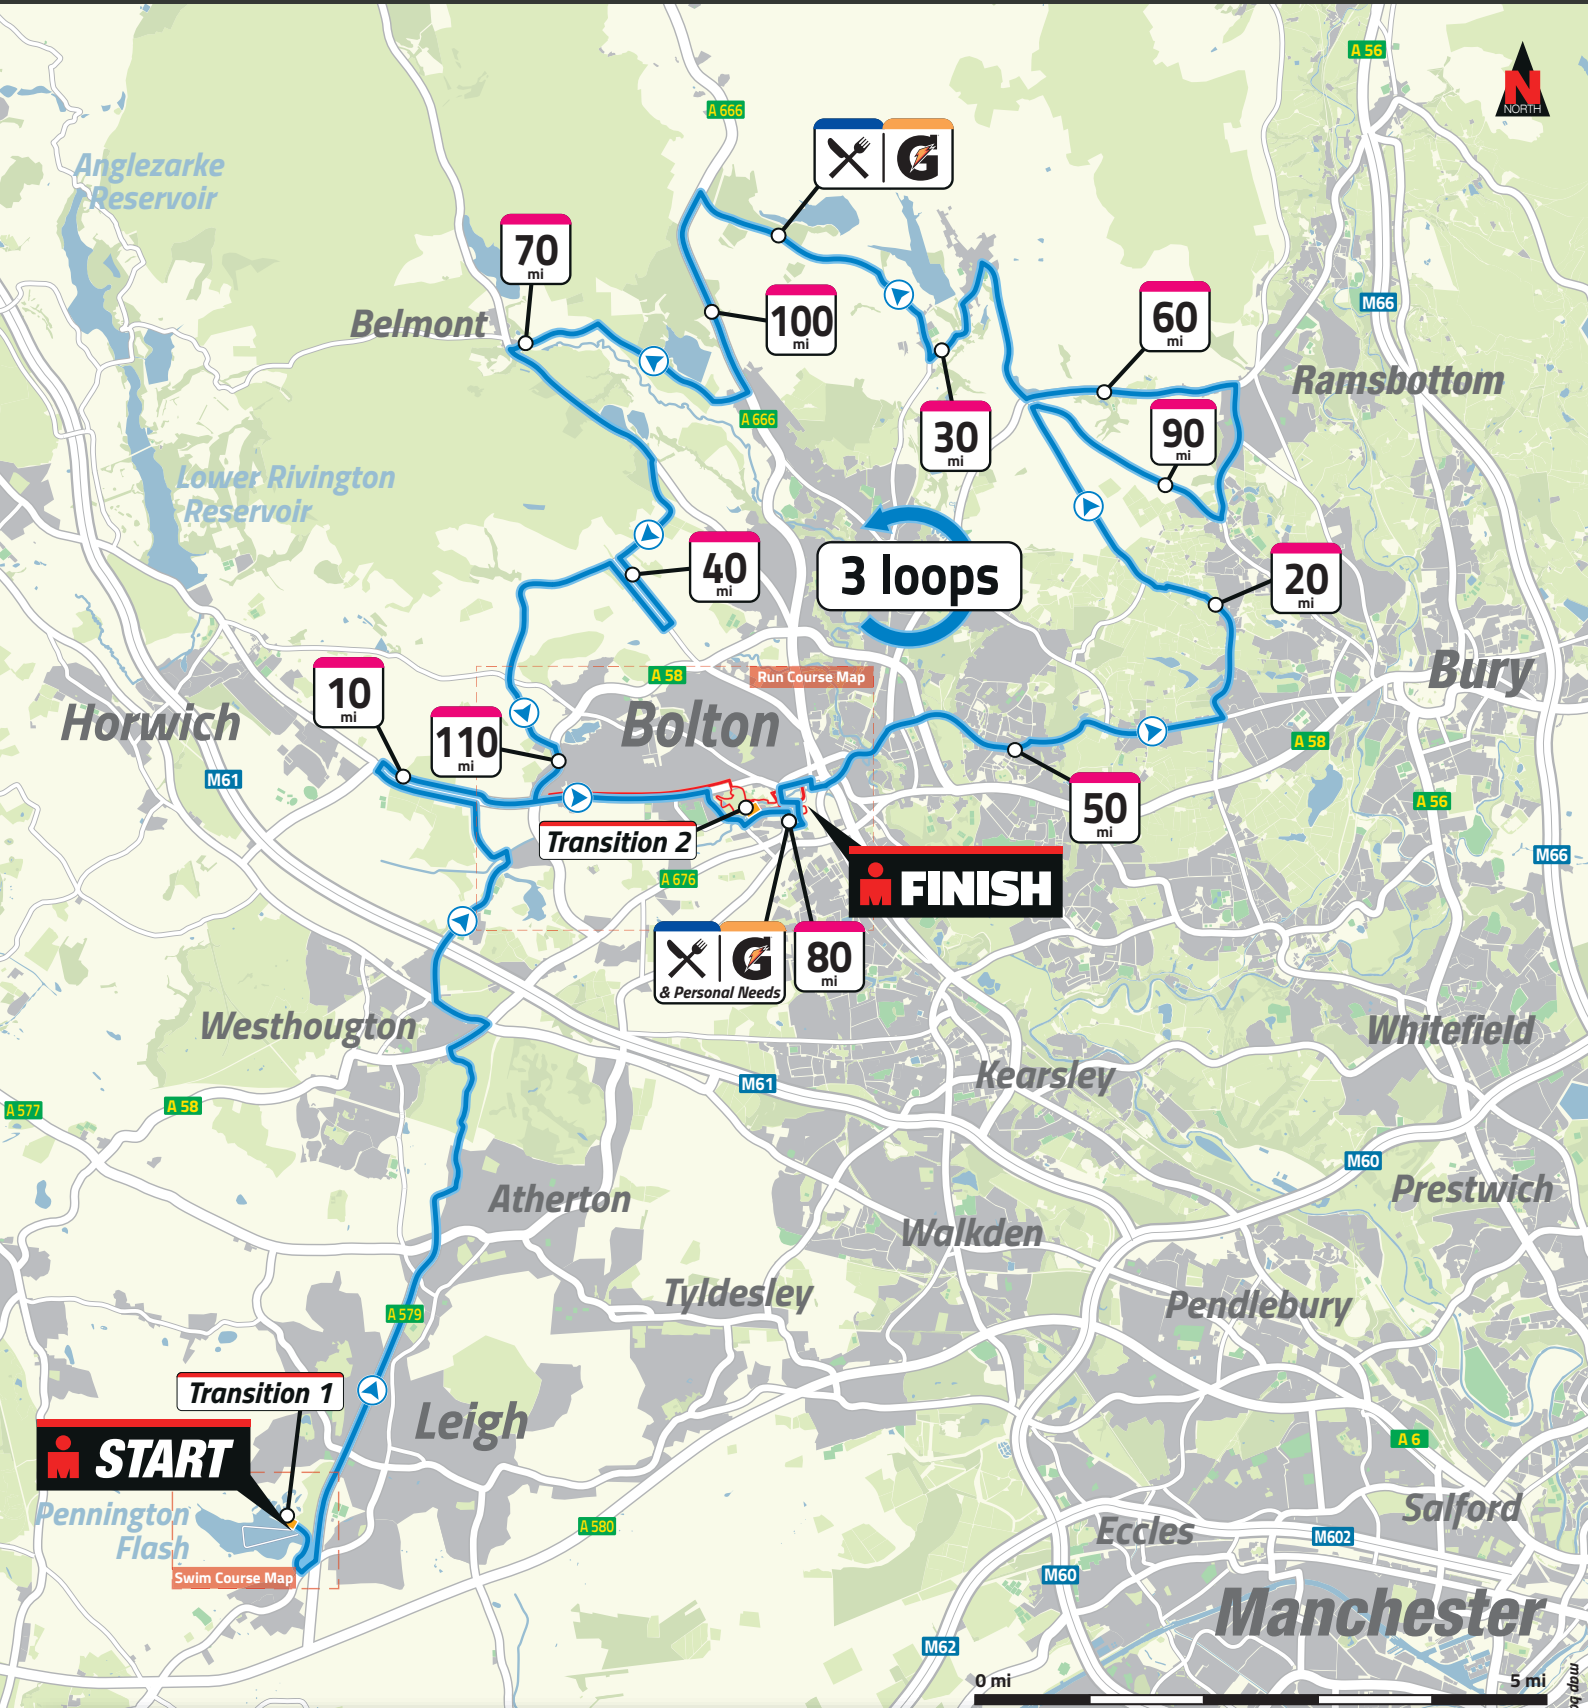 A 56
N
NORTH
A 666
G
Anglezarke
Reservoir
70
mi
100
mi
60
mi
M66
Belmont
Ramsbottom
A 666
90
mi
30
mi
Lower Rivington
Reservoir
3 loops
40
mi
20
mi
A 58
Run Course Map
Bury
10
mi
Horwich
110
mi
Bolton
A 58
M61
50
mi
A 56
Transition 2
M66
A 676
FINISH
G
& Personal Needs
80
mi
Westhougton
Whitefield
Kearsley
M61
A 577
A 58
M60
Prestwich
Atherton
Walkden
Tyldesley
Pendlebury
A 579
Transition 1
Leigh
A 6
START
Pennington
Flash
Salford
A 580
Eccles
M602
Swim Course Map
M60
Manchester
M62
0 mi
5 mi